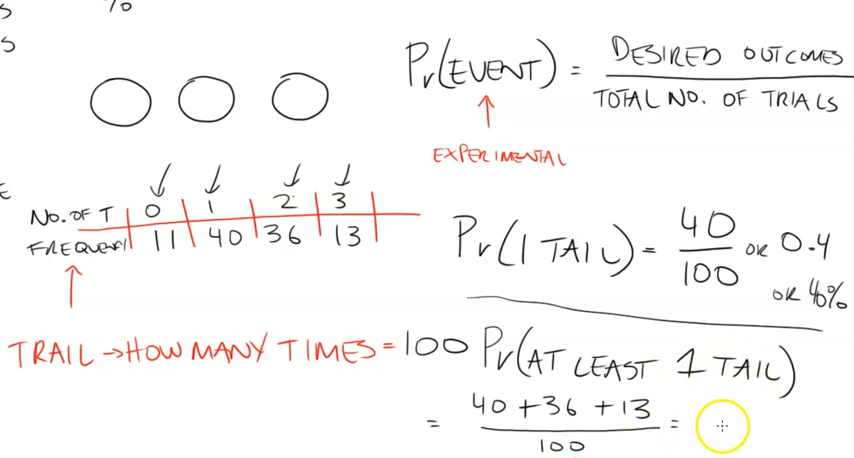 S
%
S
Pr(EVENT) = DESIRED OUTCOMES / TOTAL NO. OF TRIALS
EXPERIMENTAL
E
NO. OF T 0 1 2 3
FREQUENCY 11 40 36 13
Pr(1 TAIL) = 40/100 OR 0.4
OR 40%
TRAIL → HOW MANY TIMES = 100
Pr(AT LEAST 1 TAIL)
= 40 + 36 + 13 / 100 =